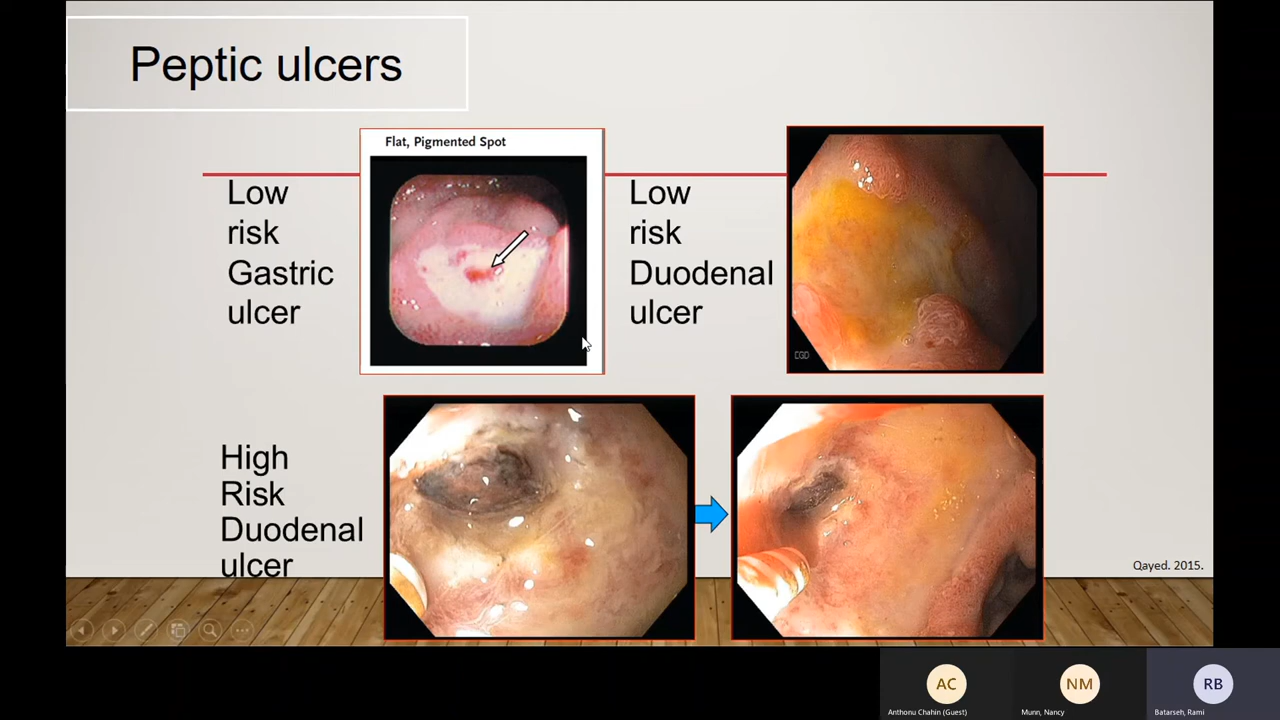 Peptic ulcers
Flat, Pigmented Spot
Low
risk
Gastric
ulcer
Low
risk
Duodenal
ulcer
CGD
High
Risk
Duodenal
ulcer
Qayed. 2015.
AC
NM
RB
Anthonu Chahin (Guest)
Munn, Nancy
Batarseh, Rami